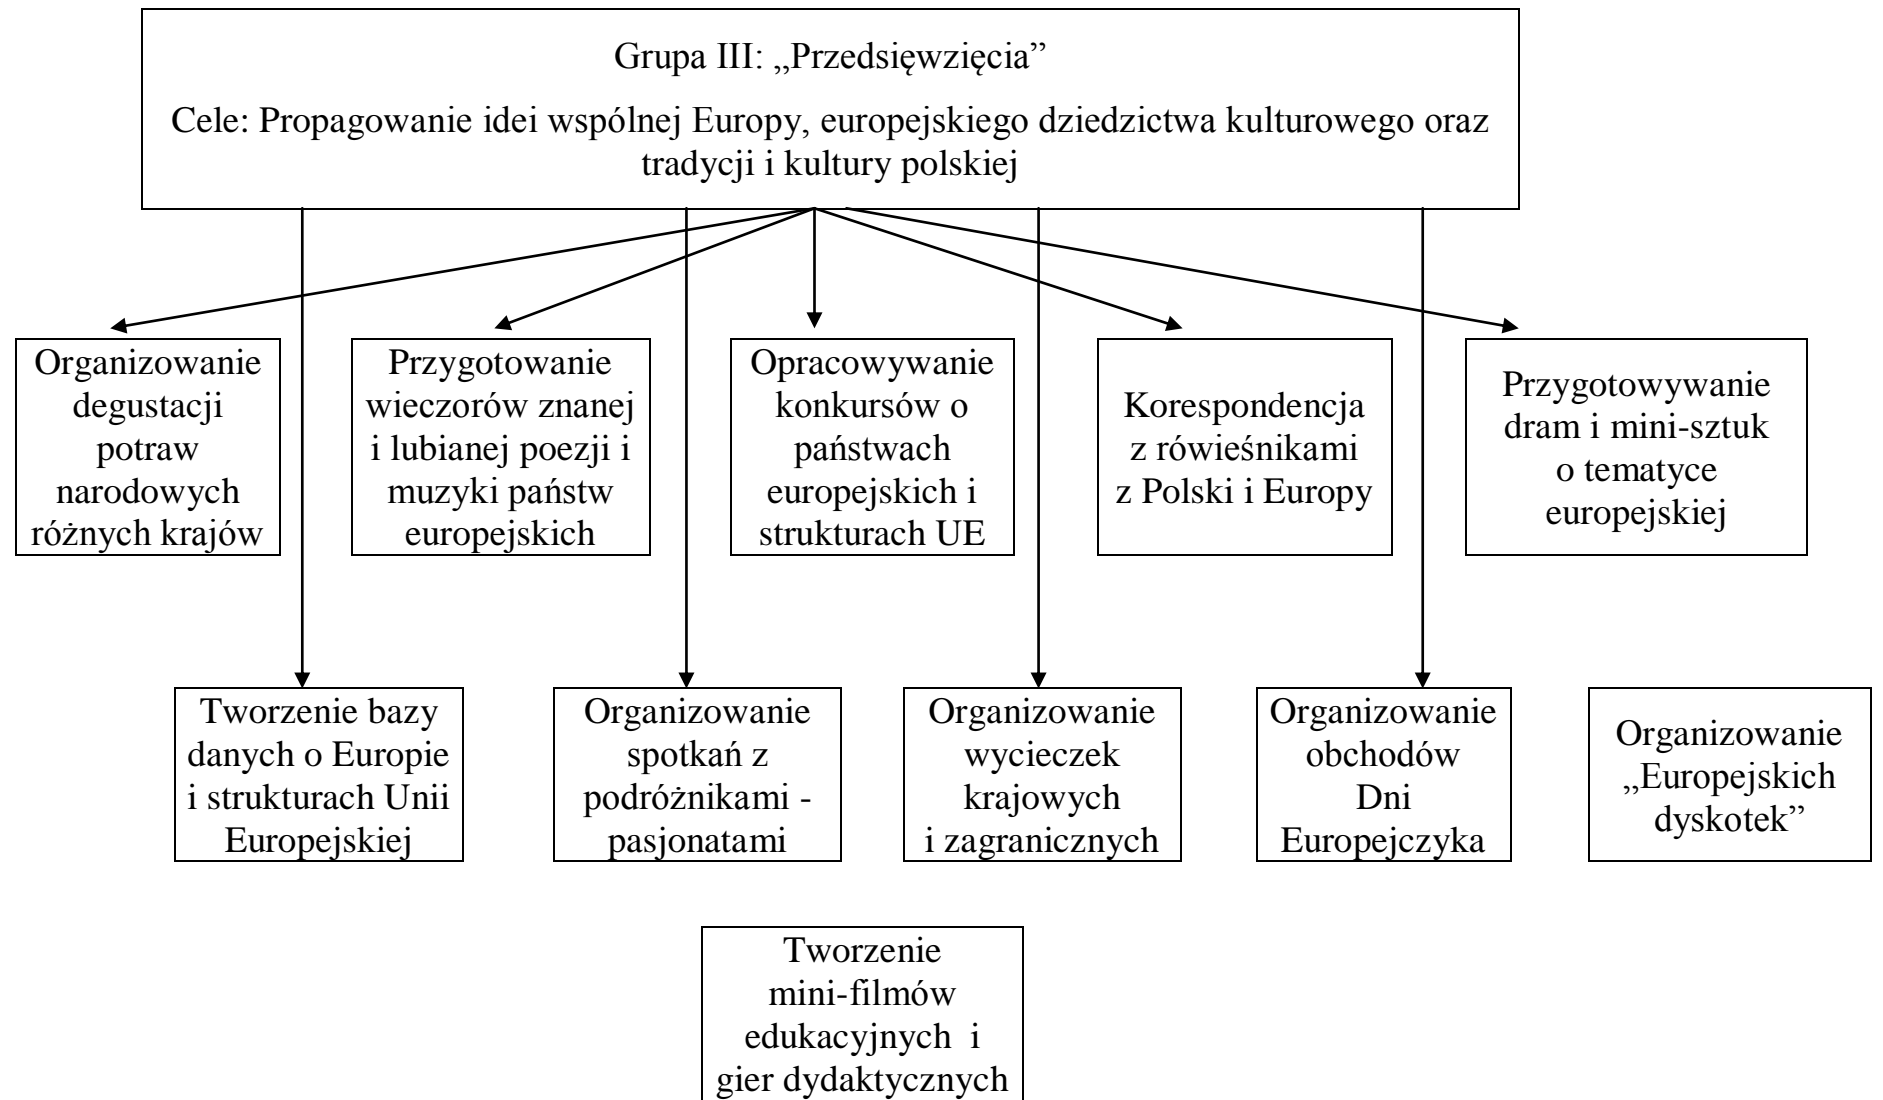 Grupa III: „Przedsięwzięcia”
Cele: Propagowanie idei wspólnej Europy, europejskiego dziedzictwa kulturowego oraz
tradycji i kultury polskiej
Organizowanie
degustacji
potraw
narodowych
różnych krajów
Przygotowanie
wieczorów znanej
i lubianej poezji i
muzyki państw
europejskich
Opracowywanie
konkursów o
państwach
europejskich i
strukturach UE
Korespondencja
z rówieśnikami
z Polski i Europy
Przygotowywanie
dram i mini-sztuk
o tematyce
europejskiej
Tworzenie bazy
danych o Europie
i strukturach Unii
Europejskiej
Organizowanie
spotkań z
podróżnikami -
pasjonatami
Organizowanie
wycieczek
krajowych
i zagranicznych
Organizowanie
obchodów
Dni
Europejczyka
Organizowanie
„Europejskich
dyskotek”
Tworzenie
mini-filmów
edukacyjnych i
gier dydaktycznych